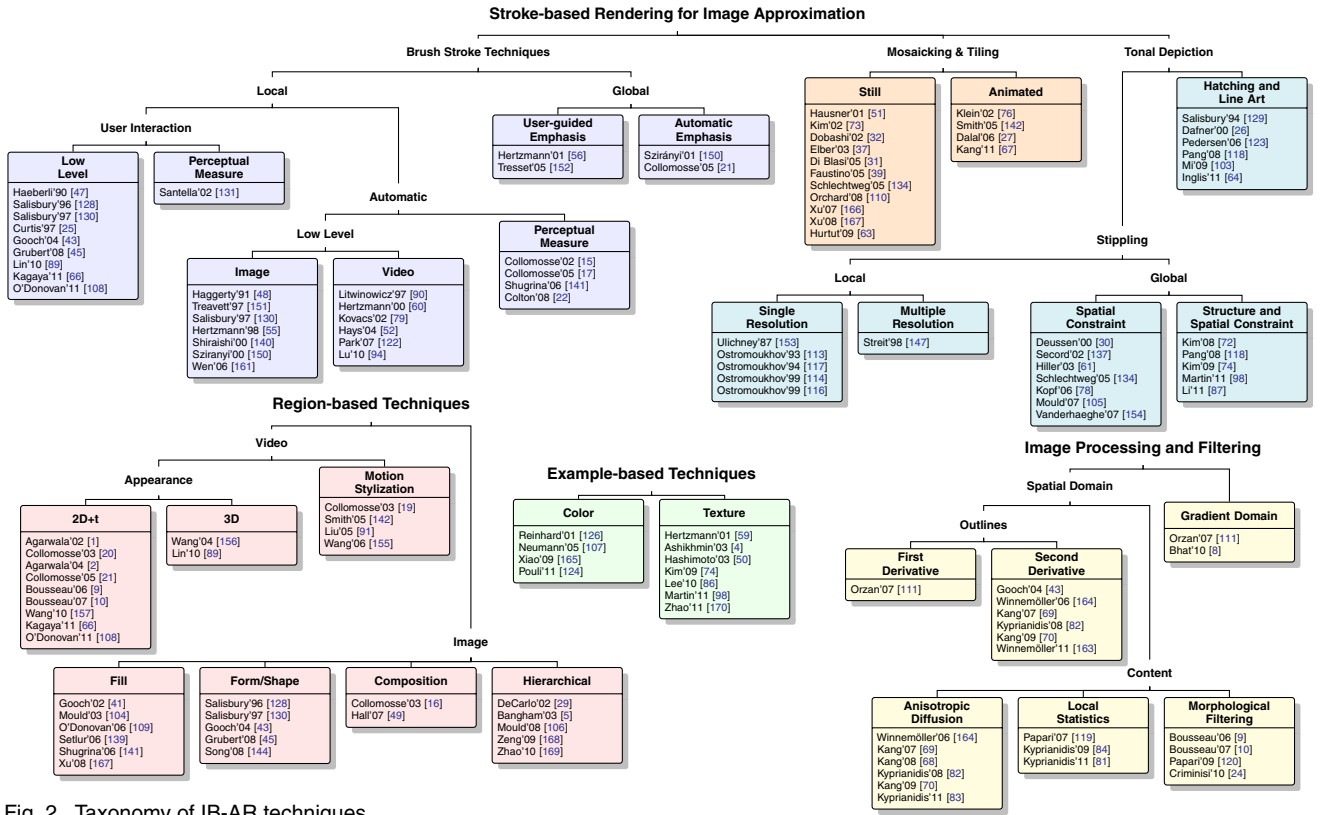 Stroke-based Rendering for Image Approximation
Brush Stroke Techniques
Local
User Interaction
Low
Level
Haeberli'90 [47]
Salisbury'96 [128]
Salisbury'97 [130]
Curtis'97 [25]
Gooch'04 [43]
Grubert'08 [45]
Lin'10 [89]
Kagaya'11 [66]
O'Donovan'11 [108]
Perceptual
Measure
Santella'02 [131]
Automatic
Low Level
Image
Haggerty'91 [48]
Treavett'97 [151]
Salisbury'97 [130]
Hertzmann'98 [55]
Shiraishi'00 [140]
Sziranyi'00 [150]
Wen'06 [161]
Video
Litwinowicz'97 [90]
Hertzmann'00 [60]
Kovacs'02 [79]
Hays'04 [52]
Park'07 [122]
Lu'10 [94]
Perceptual
Measure
Collomosse'02 [15]
Collomosse'05 [17]
Shugrina'06 [141]
Colton'08 [22]
Global
User-guided
Emphasis
Hertzmann'01 [56]
Tresset'05 [152]
Automatic
Emphasis
Szirányi'01 [150]
Collomosse'05 [21]
Mosaicking & Tiling
Still
Hausner'01 [51]
Kim'02 [73]
Dobashi'02 [32]
Elber'03 [37]
Di Blasi'05 [31]
Faustino'05 [39]
Schlechtweg'05 [134]
Orchard'08 [110]
Xu'07 [166]
Xu'08 [167]
Hurtut'09 [63]
Animated
Klein'02 [76]
Smith'05 [142]
Dalal'06 [27]
Kang'11 [67]
Tonal Depiction
Hatching and
Line Art
Salisbury'94 [129]
Dafner'00 [26]
Pedersen'06 [123]
Pang'08 [118]
Mi'09 [103]
Inglis'11 [64]
Stippling
Local
Single
Resolution
Ulichney'87 [153]
Ostromoukhov'93 [113]
Ostromoukhov'94 [117]
Ostromoukhov'99 [114]
Ostromoukhov'99 [116]
Multiple
Resolution
Streit'98 [147]
Global
Spatial
Constraint
Deussen'00 [30]
Secord'02 [137]
Hiller'03 [61]
Schlechtweg'05 [134]
Kopf'06 [78]
Mould'07 [105]
Vanderhaeghe'07 [154]
Structure and
Spatial Constraint
Kim'08 [72]
Pang'08 [118]
Kim'09 [74]
Martin'11 [98]
Li'11 [87]
Region-based Techniques
Video
Appearance
2D+t
Agarwala'02 [1]
Collomosse'03 [20]
Agarwala'04 [2]
Collomosse'05 [21]
Bousseau'06 [9]
Bousseau'07 [10]
Wang'10 [157]
Kagaya'11 [66]
O'Donovan'11 [108]
3D
Wang'04 [156]
Lin'10 [89]
Motion
Stylization
Collomosse'03 [19]
Smith'05 [142]
Liu'05 [91]
Wang'06 [155]
Image
Fill
Gooch'02 [41]
Mould'03 [104]
O'Donovan'06 [109]
Setlur'06 [139]
Shugrina'06 [141]
Xu'08 [167]
Form/Shape
Salisbury'96 [128]
Salisbury'97 [130]
Gooch'04 [43]
Grubert'08 [45]
Song'08 [144]
Composition
Collomosse'03 [16]
Hall'07 [49]
Hierarchical
DeCarlo'02 [29]
Bangham'03 [5]
Mould'08 [106]
Zeng'09 [168]
Zhao'10 [169]
Example-based Techniques
Color
Reinhard'01 [126]
Neumann'05 [107]
Xiao'09 [165]
Pouli'11 [124]
Texture
Hertzmann'01 [59]
Ashikhmin'03 [4]
Hashimoto'03 [50]
Kim'09 [74]
Lee'10 [86]
Martin'11 [98]
Zhao'11 [170]
Image Processing and Filtering
Spatial Domain
Outlines
First
Derivative
Orzan'07 [111]
Second
Derivative
Gooch'04 [43]
Winnemöller'06 [164]
Kang'07 [69]
Kyprianidis'08 [82]
Kang'09 [70]
Winnemöller'11 [163]
Gradient Domain
Orzan'07 [111]
Bhat'10 [8]
Content
Anisotropic
Diffusion
Winnemöller'06 [164]
Kang'07 [69]
Kang'08 [68]
Kyprianidis'08 [82]
Kang'09 [70]
Kyprianidis'11 [83]
Local
Statistics
Papari'07 [119]
Kyprianidis'09 [84]
Kyprianidis'11 [81]
Morphological
Filtering
Bousseau'06 [9]
Bousseau'07 [10]
Papari'09 [120]
Criminisi'10 [24]
Fig. 2. Taxonomy of IB-AR techniques